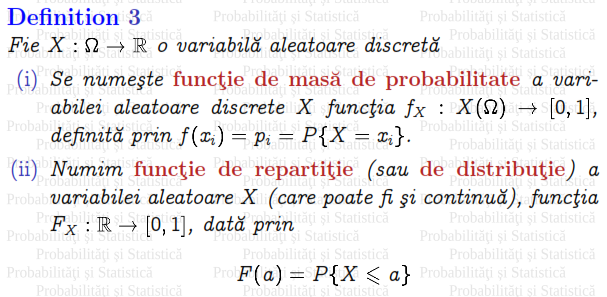 Definition 3
Fie X : Ω → ℝ o variabilă aleatoare discretă
(i) Se numeşte funcţie de masă de probabilitate a vari-
abilei aleatoare discrete X funcţia f_X : X(Ω) → [0, 1],
definită prin f(x_i) = p_i = P{X = x_i}.
(ii) Numim funcţie de repartiţie (sau de distribuţie) a
variabilei aleatoare X (care poate fi şi continuă), funcţia
F_X : ℝ → [0, 1], dată prin
F(a) = P{X ⩽ a}